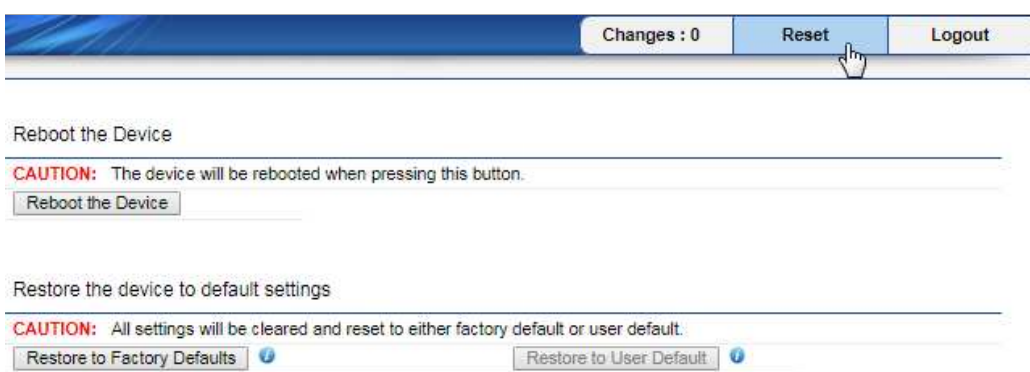 Changes : 0 Reset Logout
Reboot the Device
CAUTION: The device will be rebooted when pressing this button.
Reboot the Device
Restore the device to default settings
CAUTION: All settings will be cleared and reset to either factory default or user default.
Restore to Factory Defaults Restore to User Default